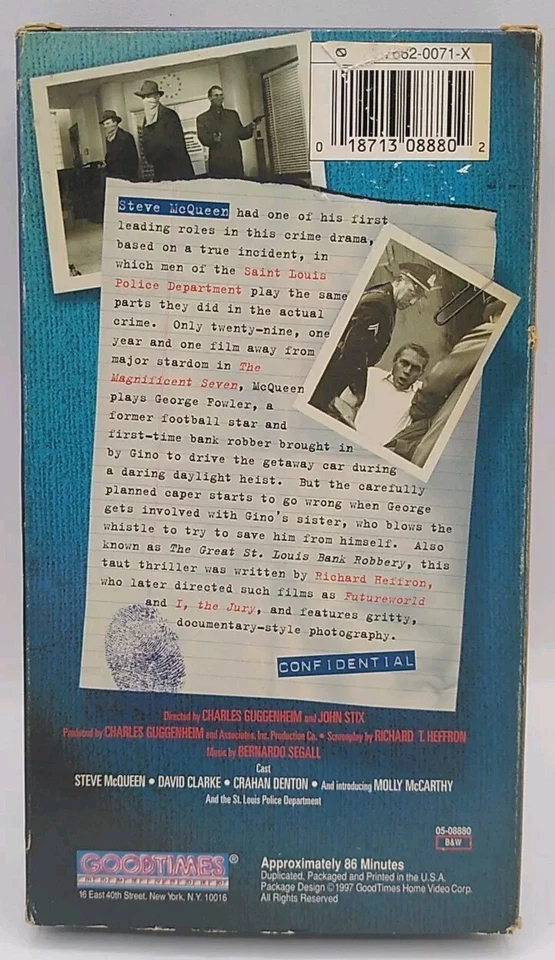 7662-0071-X
0 18713 08880 2
Steve McQueen had one of his first
leading roles in this crime drama,
based on a true incident, in
which men of the Saint Louis
Police Department play the same
parts they did in the actual
crime. Only twenty-nine, one
year and one film away from
major stardom in The
Magnificent Seven, McQueen
plays George Fowler, a
former football star and
first-time bank robber brought in
by Gino to drive the getaway car during
a daring daylight heist. But the carefully
planned caper starts to go wrong when George
gets involved with Gino's sister, who blows the
whistle to try to save him from himself. Also
known as The Great St. Louis Bank Robbery, this
taut thriller was written by Richard Heffron,
who later directed such films as Futureworld
and I, the Jury, and features gritty,
documentary-style photography.
CONFIDENTIAL
Directed by CHARLES GUGGENHEIM and JOHN STIX
Produced by CHARLES GUGGENHEIM and Associates, Inc. Production Co. • Screenplay by RICHARD T. HEFFRON
Music by BERNARDO SEGALL
Cast
STEVE McQUEEN • DAVID CLARKE • CRAHAN DENTON • And introducing MOLLY McCARTHY
And the St. Louis Police Department
05-08880
B&W
GOODTIMES®
HOME VIDEO
16 East 40th Street, New York, N.Y. 10016
Approximately 86 Minutes
Duplicated, Packaged and Printed in the U.S.A.
Package Design ©1997 GoodTimes Home Video Corp.
All Rights Reserved